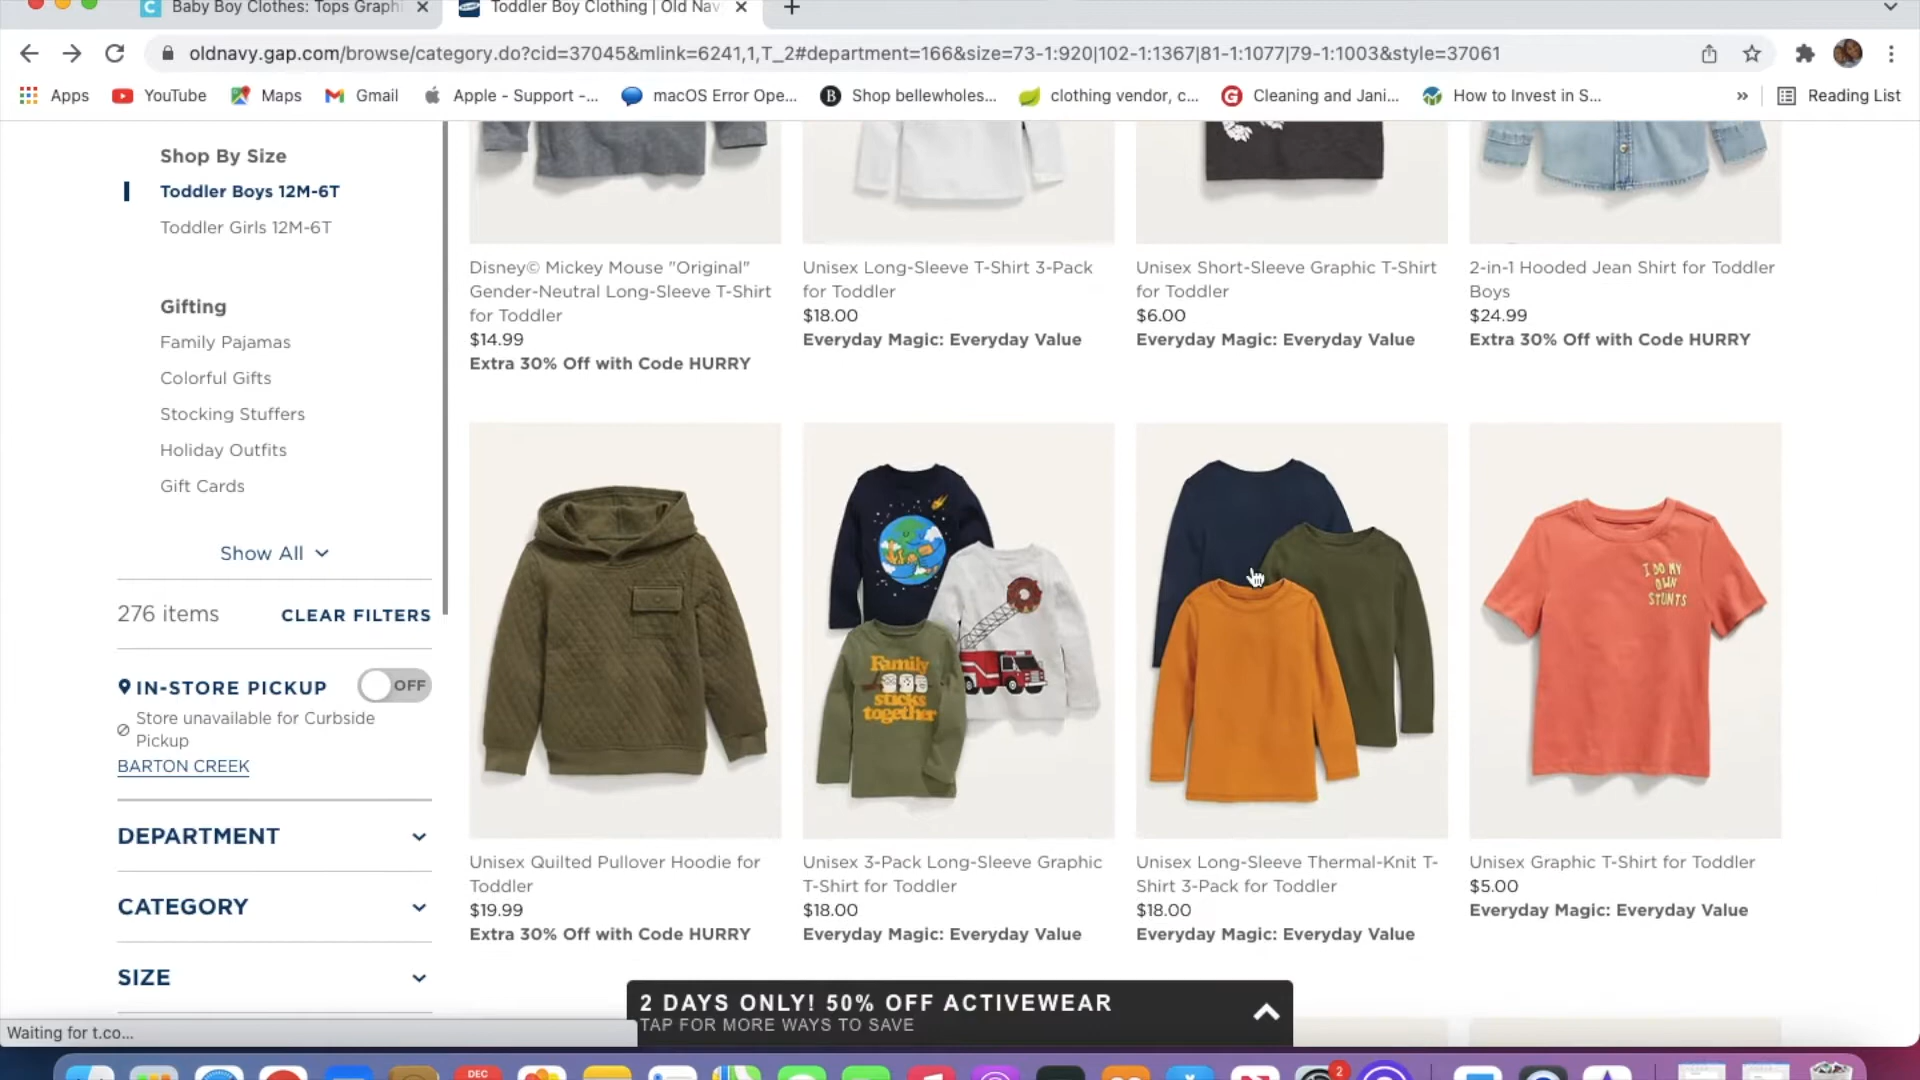 Baby Boy Clothes: Tops Graphi
Toddler Boy Clothing | Old Nav
oldnavy.gap.com/browse/category.do?cid=37045&mlink=6241,1,T_2#department=166&size=73-1:920|102-1:1367|81-1:1077|79-1:1003&style=37061
Apps YouTube Maps Gmail Apple - Support -... macOS Error Ope... Shop bellewholes... clothing vendor, c... Cleaning and Jani... How to Invest in S... » Reading List
Shop By Size
Toddler Boys 12M-6T
Toddler Girls 12M-6T
Gifting
Family Pajamas
Colorful Gifts
Stocking Stuffers
Holiday Outfits
Gift Cards
Show All
276 items CLEAR FILTERS
IN-STORE PICKUP OFF
Store unavailable for Curbside
Pickup
BARTON CREEK
DEPARTMENT
CATEGORY
SIZE
Disney© Mickey Mouse "Original"
Gender-Neutral Long-Sleeve T-Shirt
for Toddler
$14.99
Extra 30% Off with Code HURRY
Unisex Long-Sleeve T-Shirt 3-Pack
for Toddler
$18.00
Everyday Magic: Everyday Value
Unisex Short-Sleeve Graphic T-Shirt
for Toddler
$6.00
Everyday Magic: Everyday Value
2-in-1 Hooded Jean Shirt for Toddler
Boys
$24.99
Extra 30% Off with Code HURRY
Family
sticks
together
I DO MY
OWN
STUNTS
Unisex Quilted Pullover Hoodie for
Toddler
$19.99
Extra 30% Off with Code HURRY
Unisex 3-Pack Long-Sleeve Graphic
T-Shirt for Toddler
$18.00
Everyday Magic: Everyday Value
Unisex Long-Sleeve Thermal-Knit T-
Shirt 3-Pack for Toddler
$18.00
Everyday Magic: Everyday Value
Unisex Graphic T-Shirt for Toddler
$5.00
Everyday Magic: Everyday Value
2 DAYS ONLY! 50% OFF ACTIVEWEAR
TAP FOR MORE WAYS TO SAVE
Waiting for t.co...
DEC
2